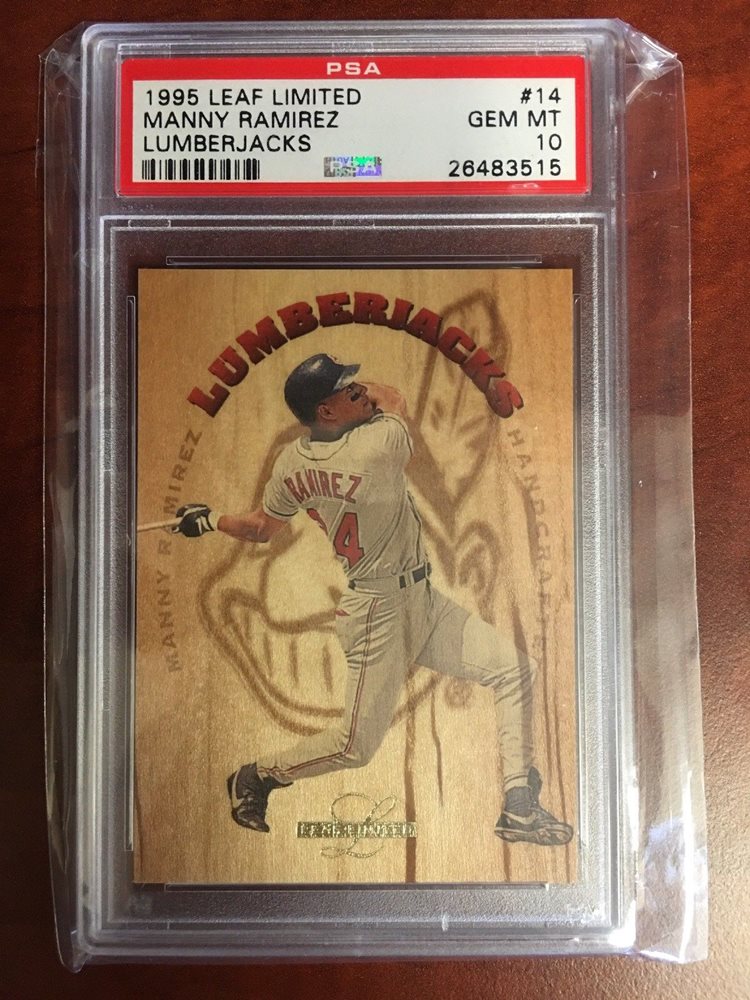 PSA
1995 LEAF LIMITED #14
MANNY RAMIREZ GEM MT
LUMBERJACKS 10
PSA 26483515
LUMBERJACKS
MANNY RAMIREZ
HANDCRAFTED
RAMIREZ
24
LEAF LIMITED
L